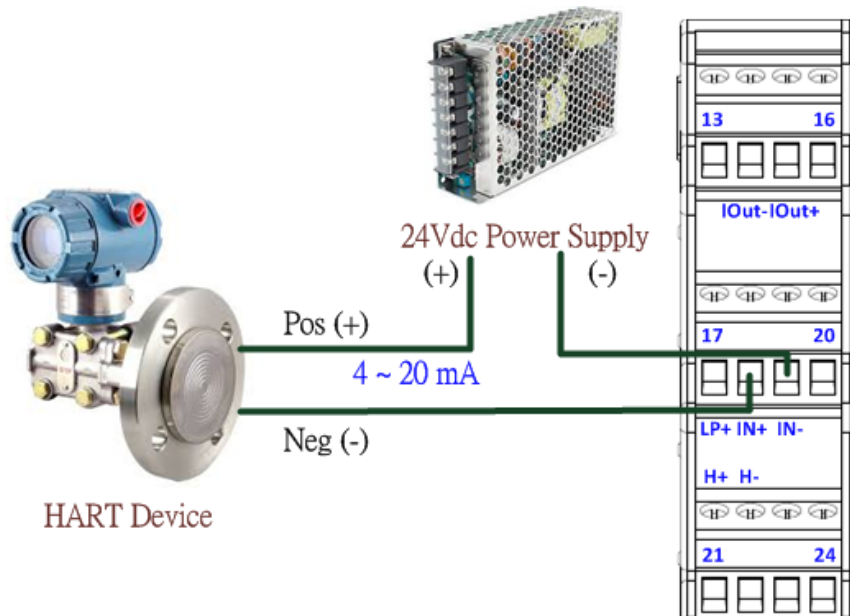 13 16
IOut-IOut+
24Vdc Power Supply
(+) (-)
Pos (+)
17 20
4 ~ 20 mA
LP+ IN+ IN-
Neg (-)
H+ H-
HART Device
21 24